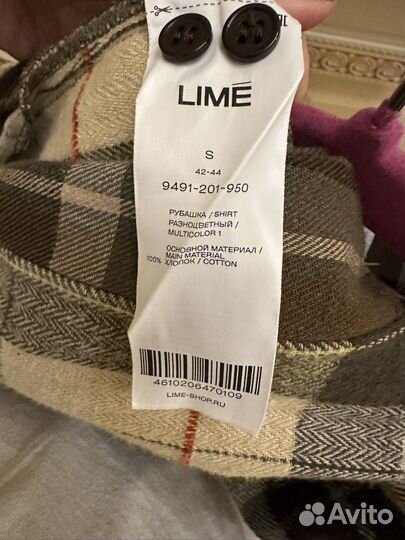 LIMÉ
S
42-44
9491-201-950
РУБАШКА / SHIRT
РАЗНОЦВЕТНЫЙ /
MULTICOLOR 1
ОСНОВНОЙ МАТЕРИАЛ /
MAIN MATERIAL
100% ХЛОПОК / COTTON
4610206470109
LIME-SHOP.RU
Avito